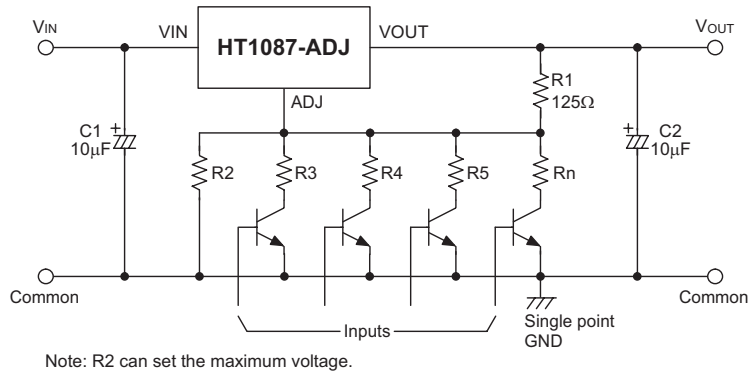 VIN
VIN
HT1087-ADJ
VOUT
VOUT
ADJ
R1
125Ω
C1
+
10μF
R2
R3
R4
R5
Rn
+
C2
10μF
Common
Inputs
Single point
GND
Common
Note: R2 can set the maximum voltage.